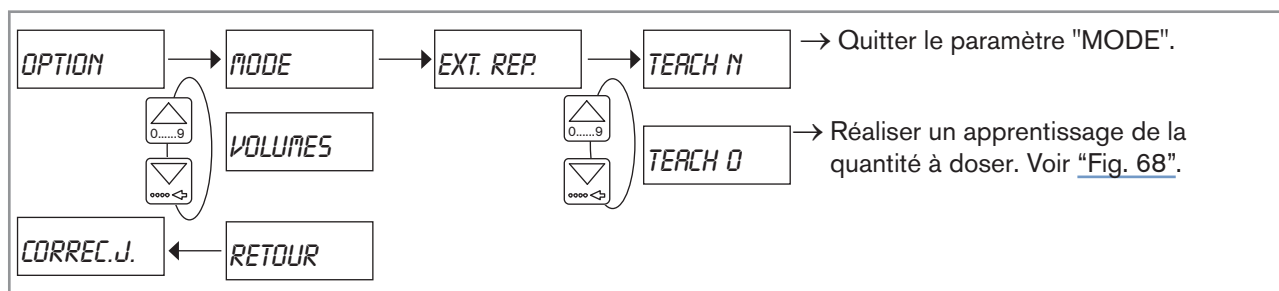 OPTION
MODE
EXT. REP.
TEACH N
→ Quitter le paramètre "MODE".
0......9
VOLUMES
0......9
TEACH O
→ Réaliser un apprentissage de la
quantité à doser. Voir “Fig. 68”.
CORREC.J.
RETOUR